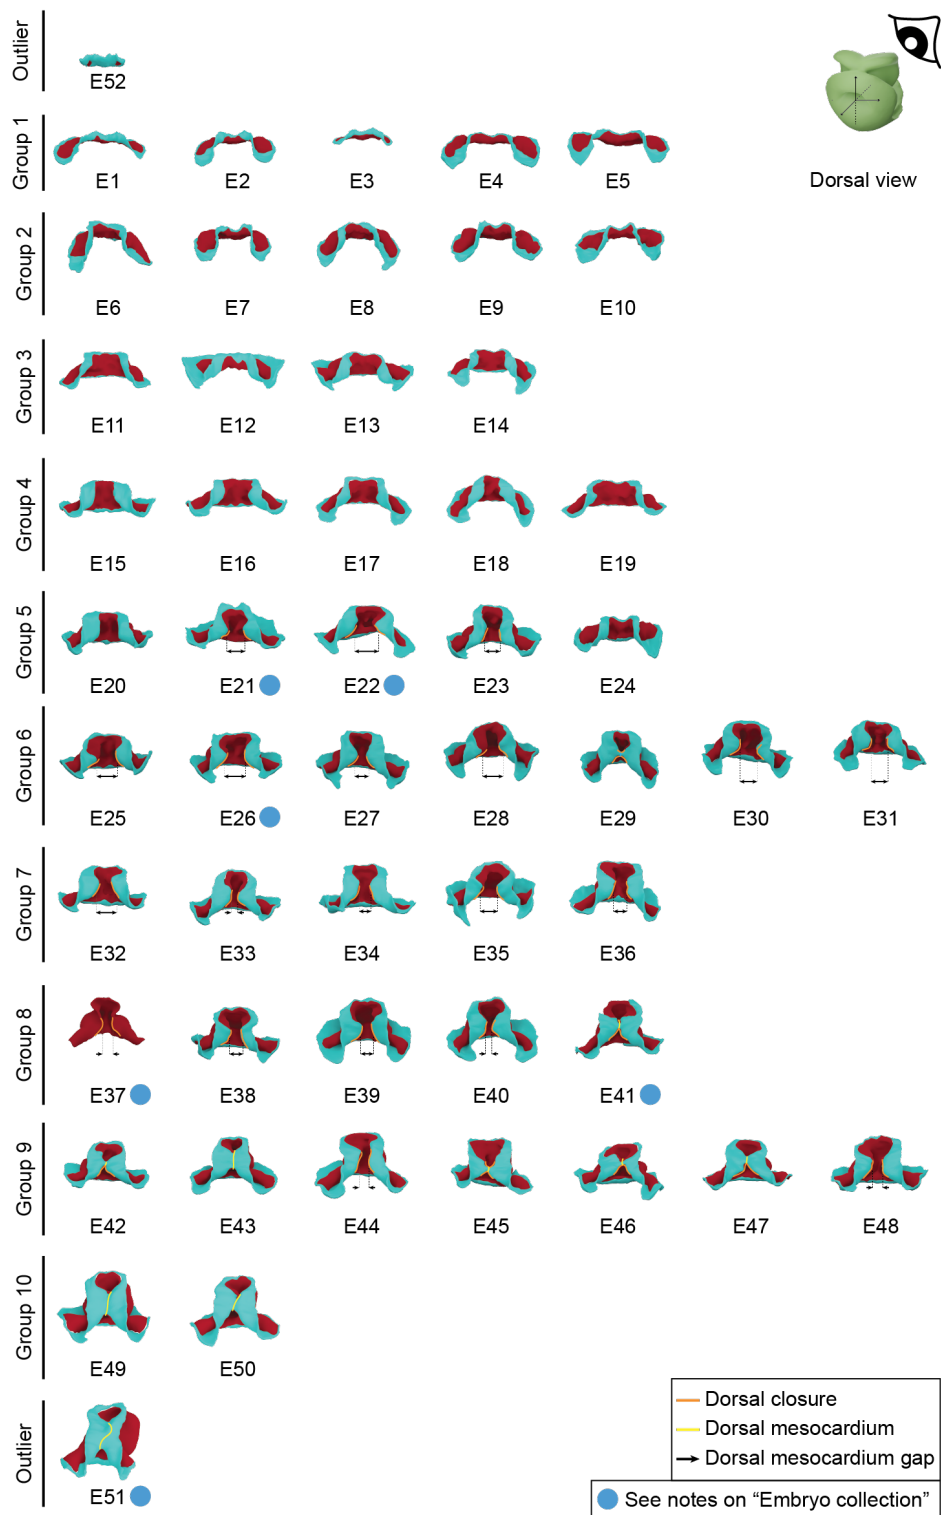 Outlier
E52
Dorsal view
Group 1
E1 E2 E3 E4 E5
Group 2
E6 E7 E8 E9 E10
Group 3
E11 E12 E13 E14
Group 4
E15 E16 E17 E18 E19
Group 5
E20 E21 E22 E23 E24
Group 6
E25 E26 E27 E28 E29 E30 E31
Group 7
E32 E33 E34 E35 E36
Group 8
E37 E38 E39 E40 E41
Group 9
E42 E43 E44 E45 E46 E47 E48
Group 10
E49 E50
Outlier
E51
Dorsal closure
Dorsal mesocardium
Dorsal mesocardium gap
See notes on “Embryo collection”